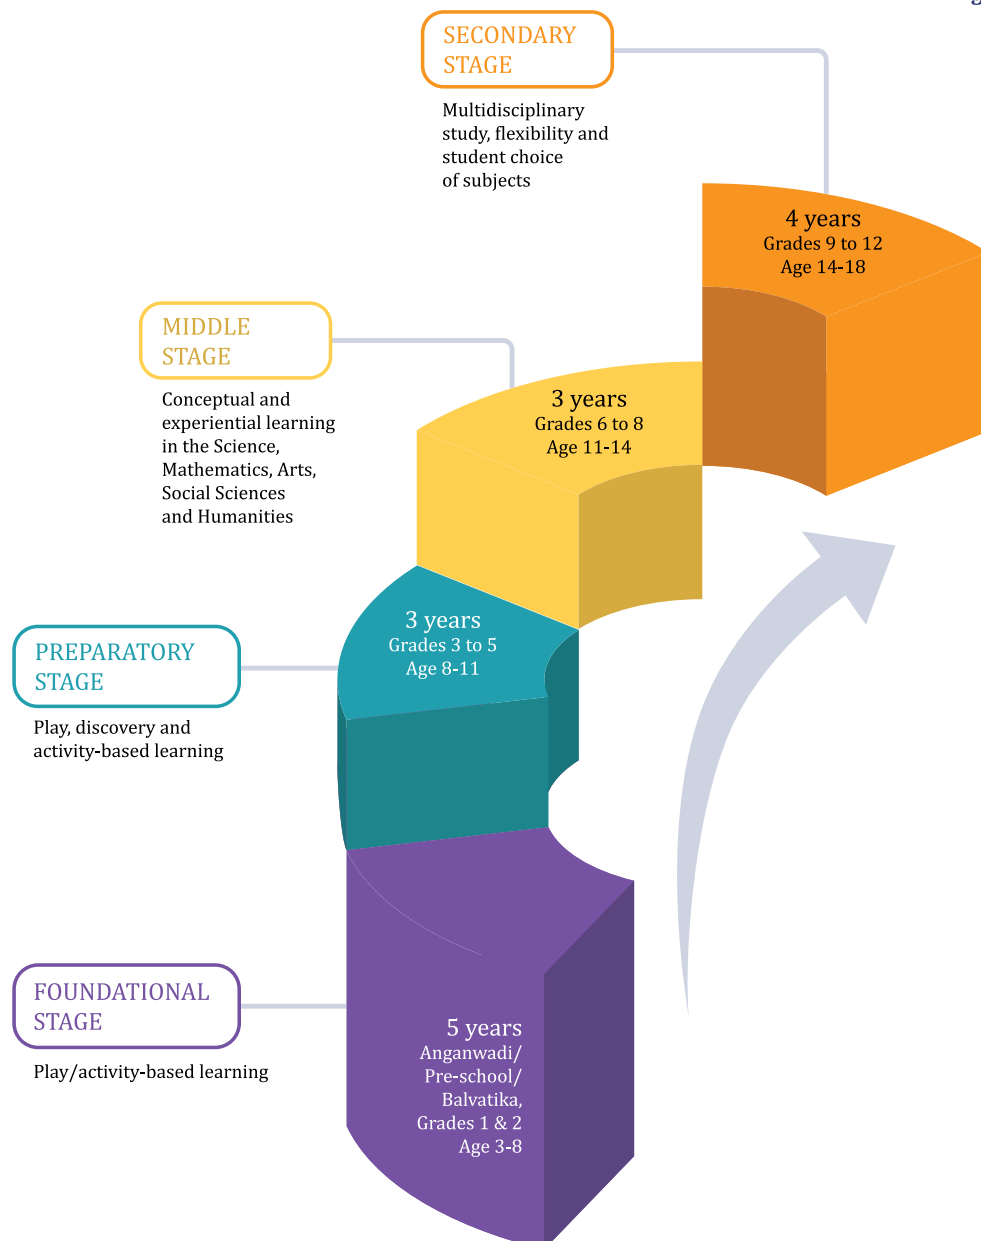 SECONDARY
STAGE
Multidisciplinary
study, flexibility and
student choice
of subjects
4 years
Grades 9 to 12
Age 14-18
MIDDLE
STAGE
Conceptual and
experiential learning
in the Science,
Mathematics, Arts,
Social Sciences
and Humanities
3 years
Grades 6 to 8
Age 11-14
PREPARATORY
STAGE
Play, discovery and
activity-based learning
3 years
Grades 3 to 5
Age 8-11
FOUNDATIONAL
STAGE
Play/activity-based learning
5 years
Anganwadi/
Pre-school/
Balvatika,
Grades 1 & 2
Age 3-8